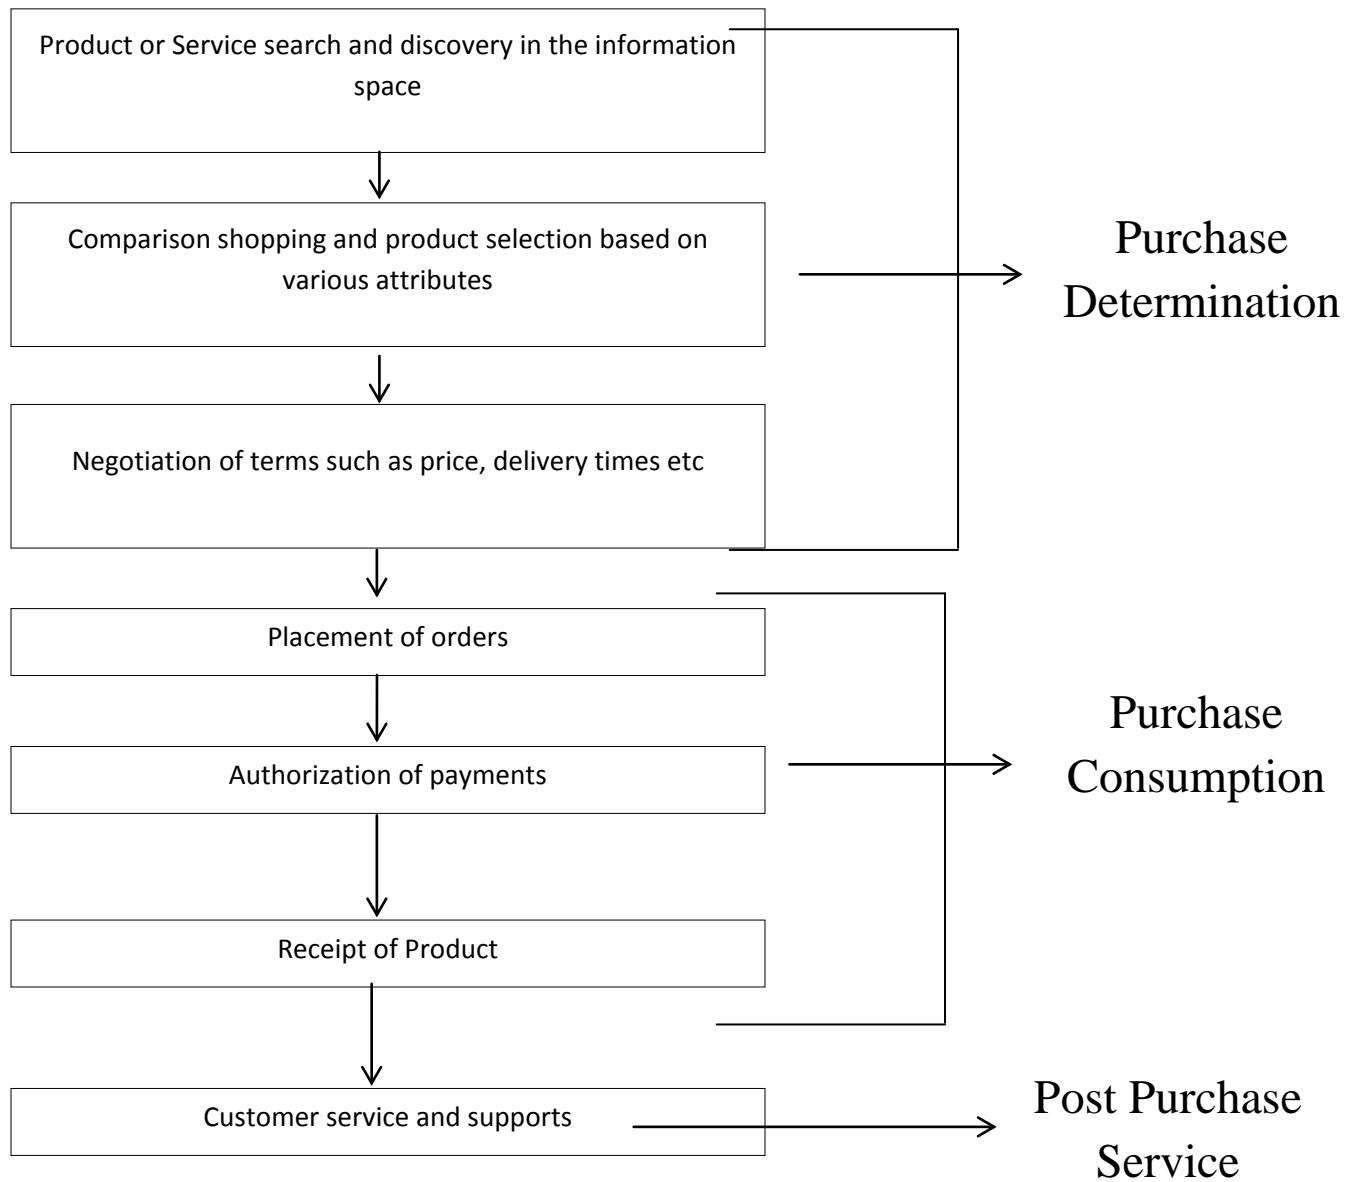 Product or Service search and discovery in the information
space
Comparison shopping and product selection based on
various attributes
Purchase
Determination
Negotiation of terms such as price, delivery times etc
Placement of orders
Authorization of payments
Purchase
Consumption
Receipt of Product
Customer service and supports
Post Purchase
Service